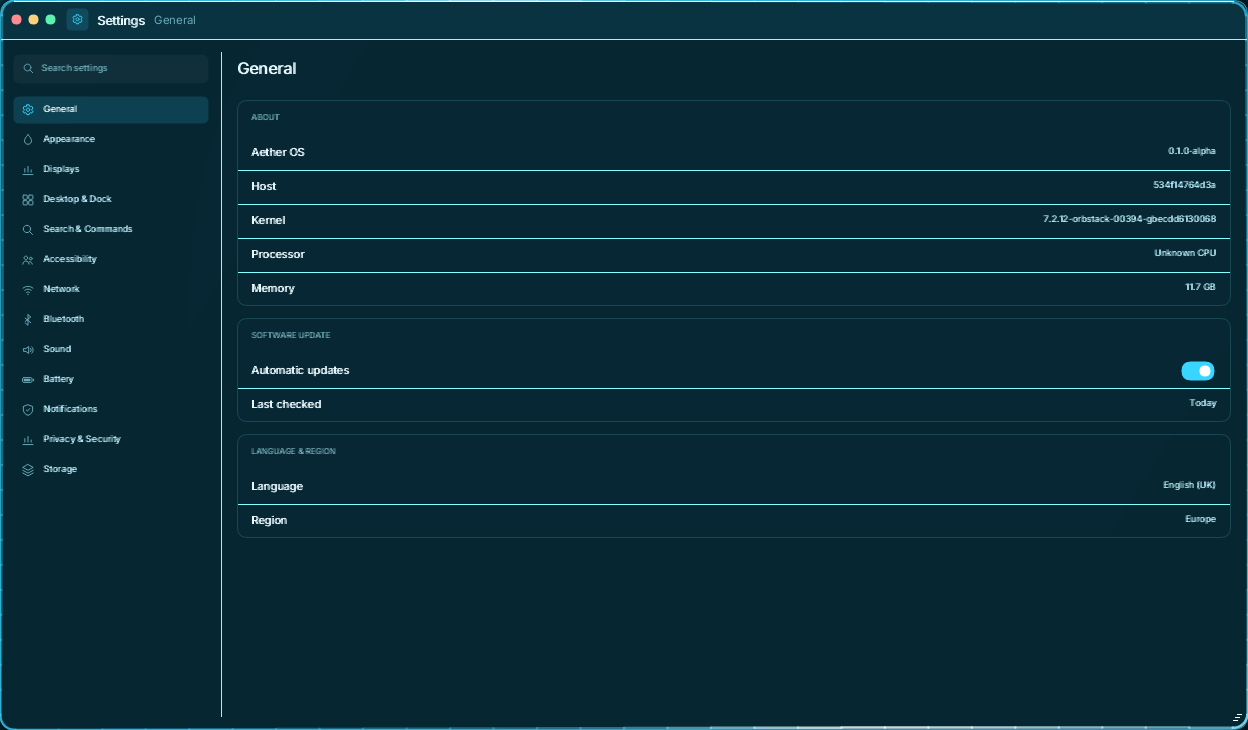 Settings General
Search settings
General
Appearance
Displays
Desktop & Dock
Search & Commands
Accessibility
Network
Bluetooth
Sound
Battery
Notifications
Privacy & Security
Storage
General
ABOUT
Aether OS 0.1.0-alpha
Host 534f14764d3a
Kernel 7.2.12-orbstack-00394-gbecdd6130068
Processor Unknown CPU
Memory 11.7 GB
SOFTWARE UPDATE
Automatic updates
Last checked Today
LANGUAGE & REGION
Language English (UK)
Region Europe